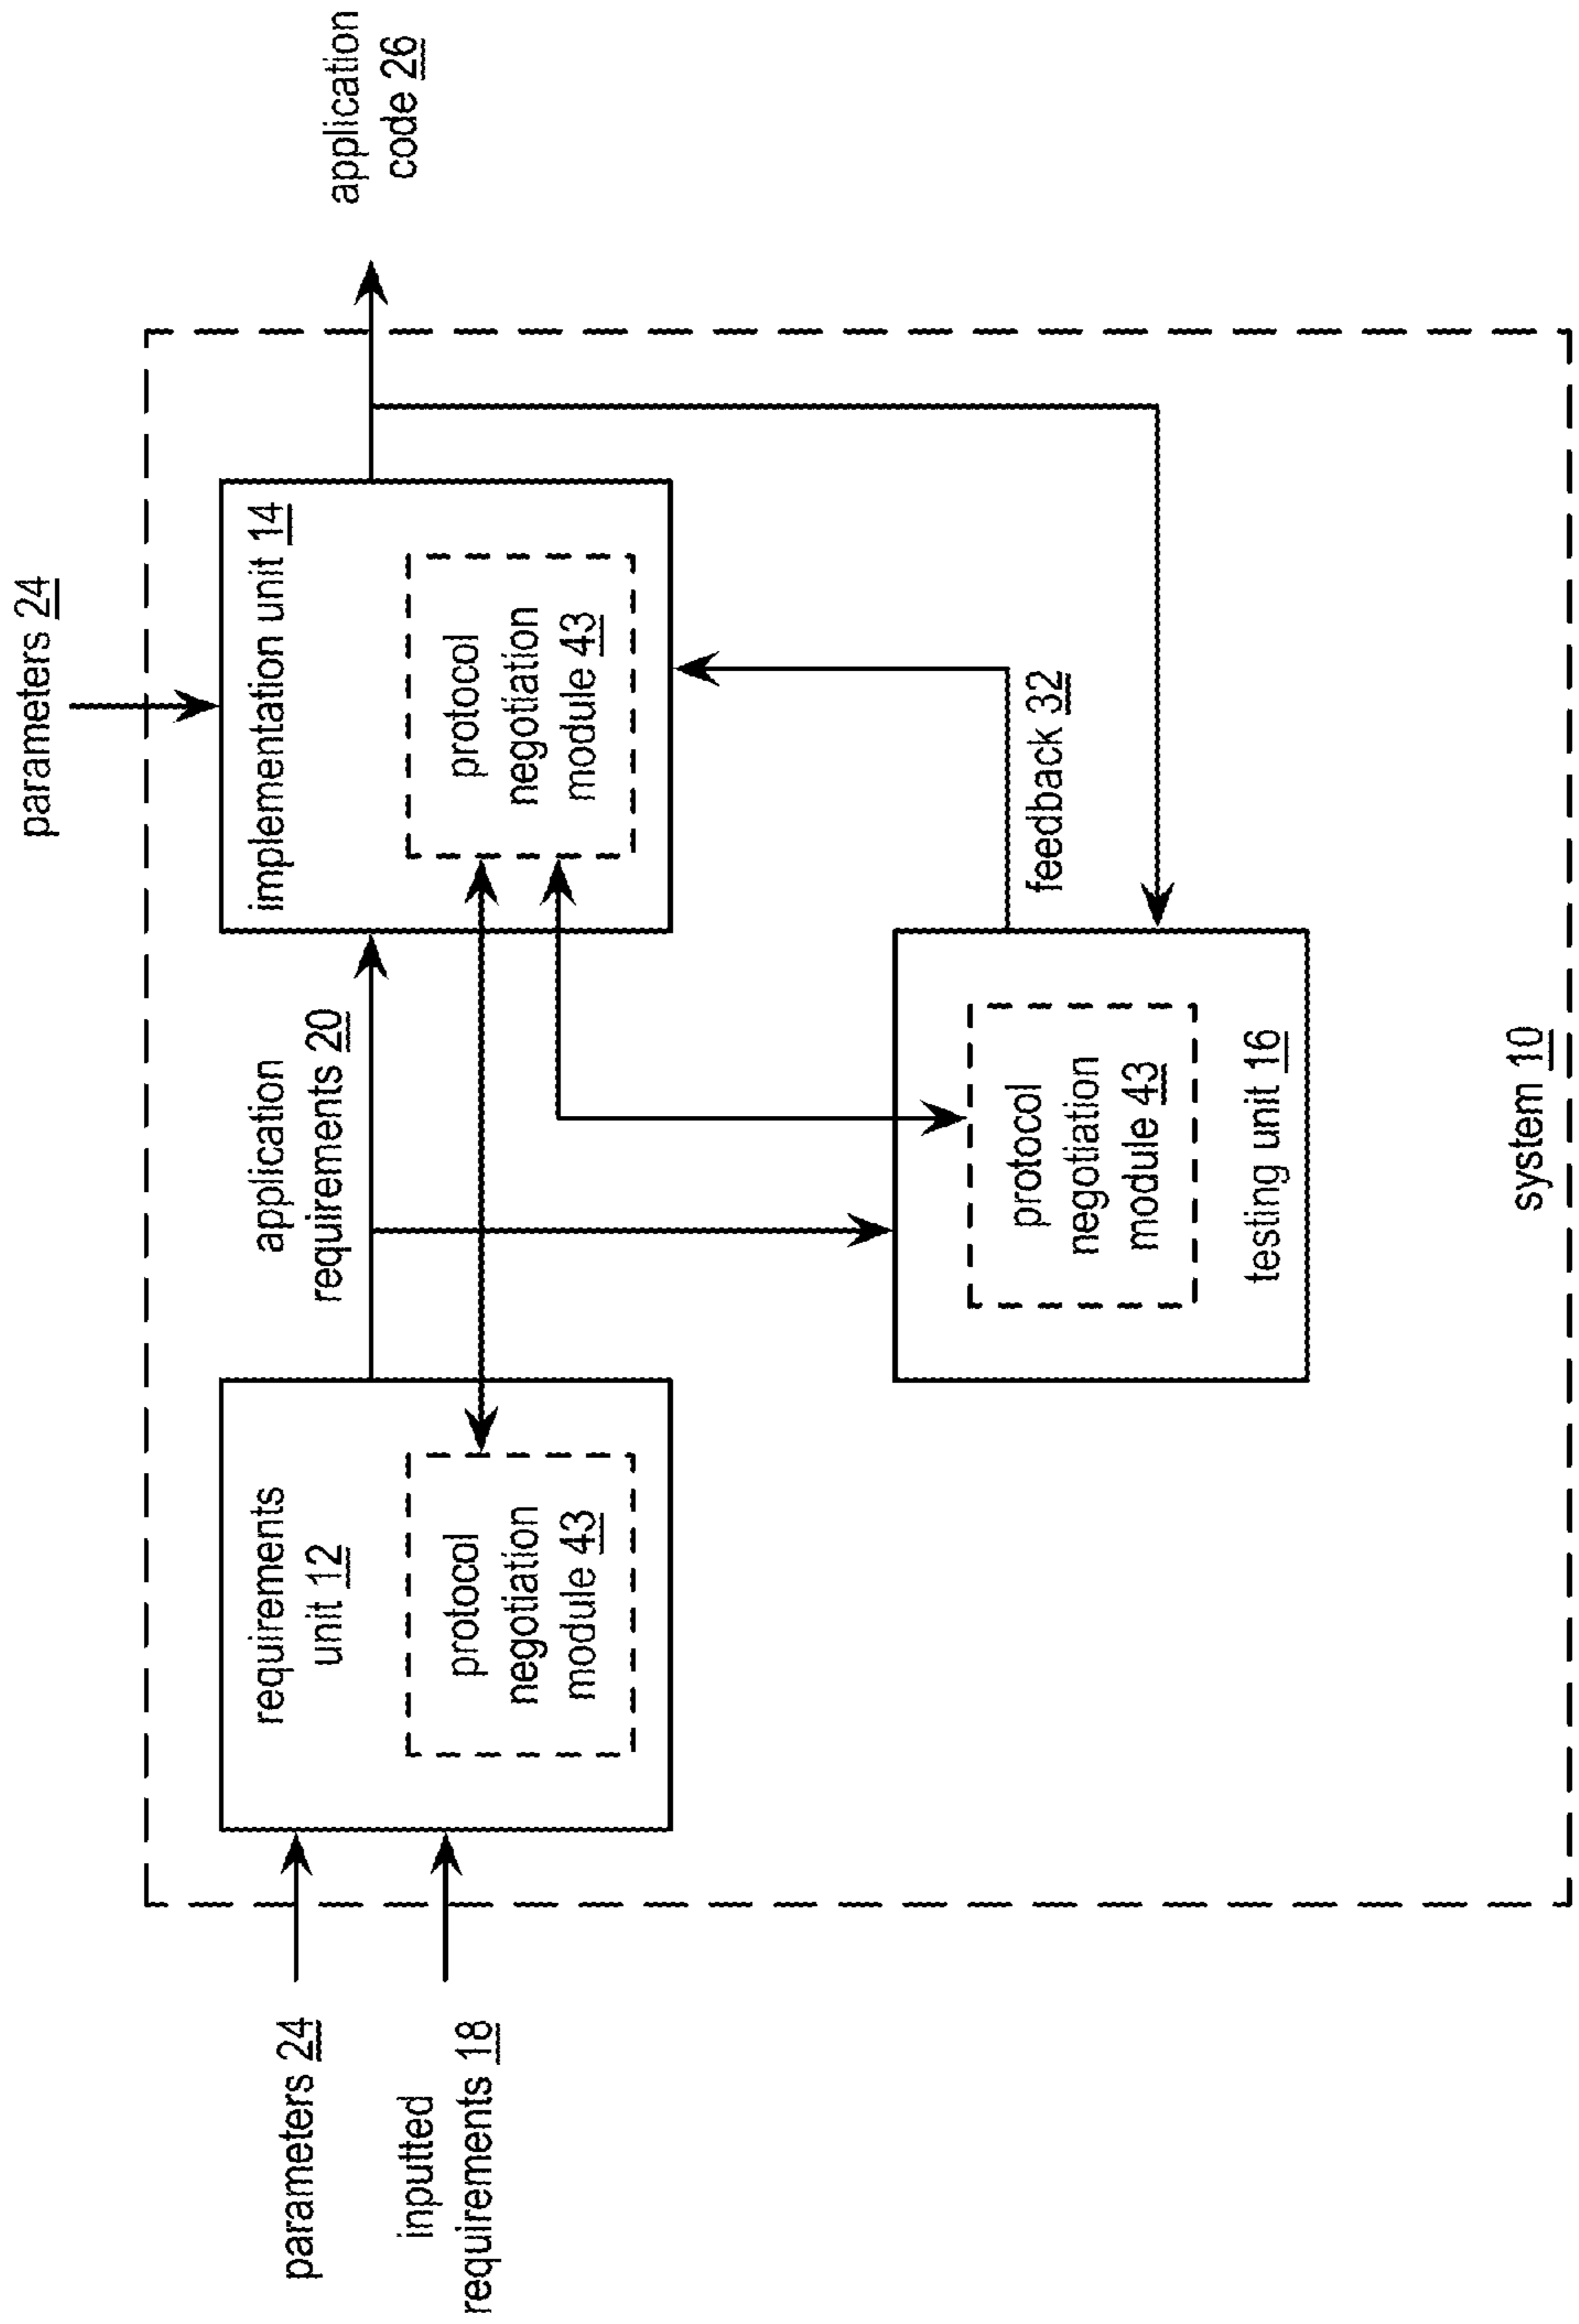 parameters 24
parameters 24
inputted
requirements 18
requirements
unit 12
protocol
negotiation
module 43
application
requirements 20
implementation unit 14
protocol
negotiation
module 43
application
code 26
feedback 32
protocol
negotiation
module 43
testing unit 16
system 10